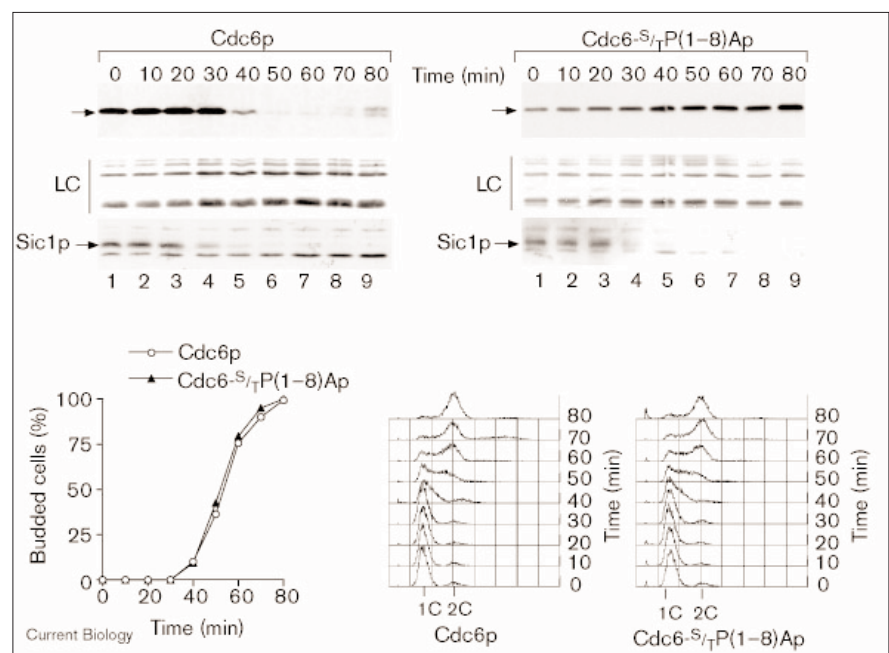 Cdc6p
0 10 20 30 40 50 60 70 80
LC
Sic1p
1 2 3 4 5 6 7 8 9
Cdc6-S/TP(1–8)Ap
Time (min) 0 10 20 30 40 50 60 70 80
LC
Sic1p
1 2 3 4 5 6 7 8 9
Cdc6p
Cdc6-S/TP(1–8)Ap
Budded cells (%)
100
75
50
25
0
0 20 40 60 80
Time (min)
80
70
60
50
40
30
20
10
0
Time (min)
1C 2C
Cdc6p
80
70
60
50
40
30
20
10
0
Time (min)
1C 2C
Cdc6-S/TP(1–8)Ap
Current Biology